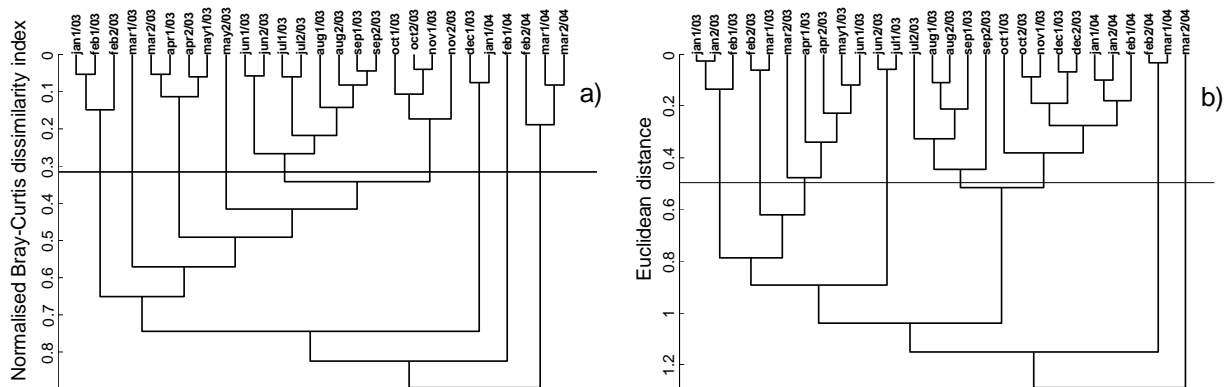 jan1/03
feb1/03
feb2/03
mar1/03
mar2/03
apr1/03
apr2/03
may1/03
may2/03
jun1/03
jun2/03
jul1/03
jul2/03
aug1/03
aug2/03
sep1/03
sep2/03
oct1/03
oct2/03
nov1/03
nov2/03
dec1/03
jan1/04
feb1/04
feb2/04
mar1/04
mar2/04
Normalised Bray-Curtis dissimilarity index
0
0.1
0.2
0.3
0.4
0.5
0.6
0.7
0.8
a)
jan1/03
jan2/03
feb1/03
feb2/03
mar1/03
mar2/03
apr1/03
apr2/03
may1/03
jun1/03
jun2/03
jul1/03
jul2/03
aug1/03
aug2/03
sep1/03
sep2/03
oct1/03
oct2/03
nov1/03
dec1/03
dec2/03
jan1/04
jan2/04
feb1/04
feb2/04
mar1/04
mar2/04
Euclidean distance
0
0.2
0.4
0.6
0.8
1
1.2
b)